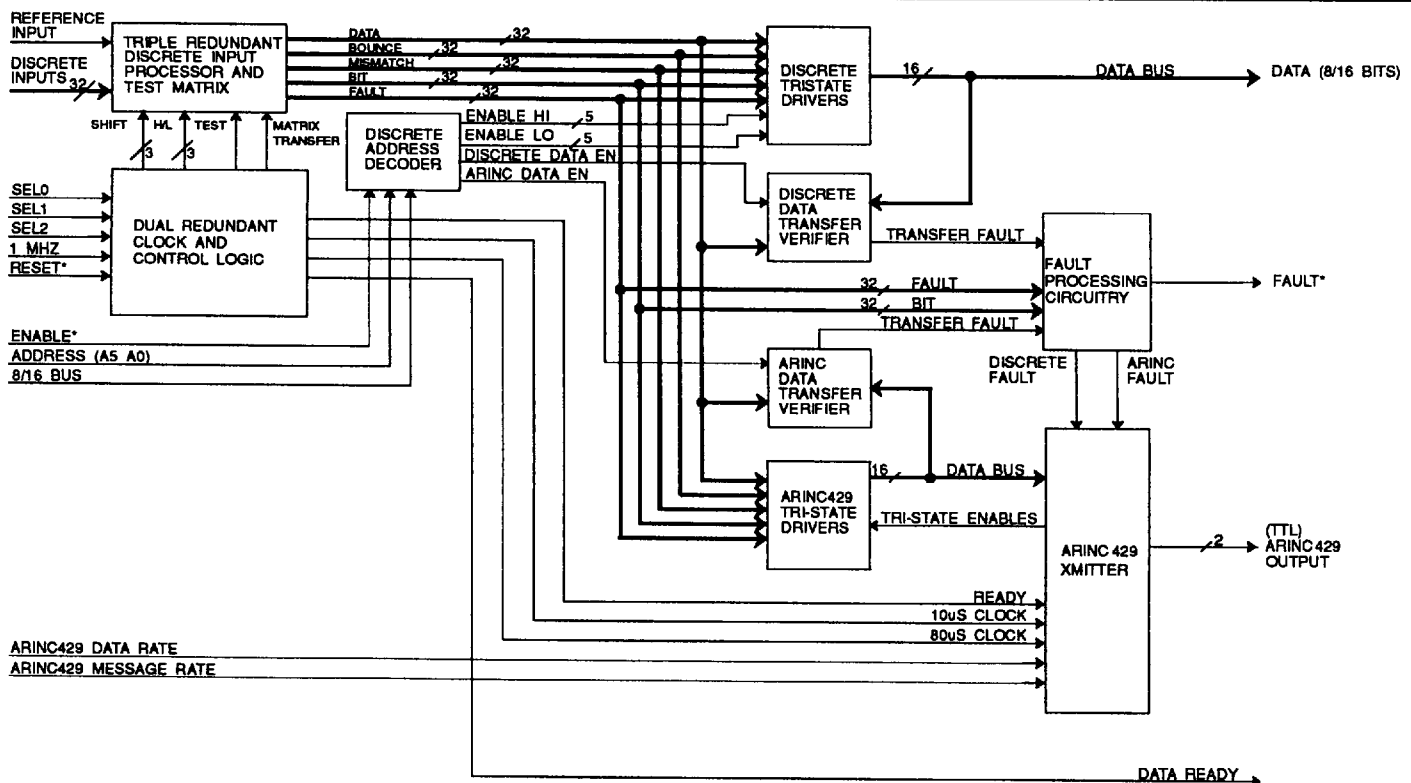 REFERENCE
INPUT
DISCRETE
INPUTS
32
TRIPLE REDUNDANT
DISCRETE INPUT
PROCESSOR AND
TEST MATRIX
DATA
32
BOUNCE
32
MISMATCH
32
BIT
32
FAULT
32
DISCRETE
TRISTATE
DRIVERS
16
DATA BUS
DATA (8/16 BITS)
SHIFT
H/L
TEST
MATRIX
TRANSFER
3
3
DISCRETE
ADDRESS
DECODER
ENABLE HI
5
ENABLE LO
5
DISCRETE DATA EN
ARINC DATA EN
SEL0
SEL1
SEL2
1 MHZ
RESET*
DUAL REDUNDANT
CLOCK AND
CONTROL LOGIC
DISCRETE
DATA
TRANSFER
VERIFIER
TRANSFER FAULT
32
FAULT
32
BIT
TRANSFER FAULT
FAULT
PROCESSING
CIRCUITRY
FAULT*
ENABLE*
ADDRESS (A5 A0)
8/16 BUS
ARINC
DATA
TRANSFER
VERIFIER
DISCRETE
FAULT
ARINC
FAULT
ARINC429
TRI-STATE
DRIVERS
16
DATA BUS
TRI-STATE ENABLES
ARINC 429
XMITTER
2
(TTL)
ARINC 429
OUTPUT
READY
10uS CLOCK
80uS CLOCK
ARINC429 DATA RATE
ARINC429 MESSAGE RATE
DATA READY